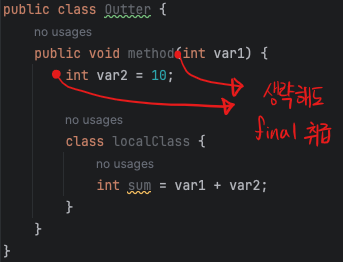 public class Outter {
no usages
public void method(int var1) {
int var2 = 10;
생략해도
final 취급
no usages
class localClass {
no usages
int sum = var1 + var2;
}
}
}